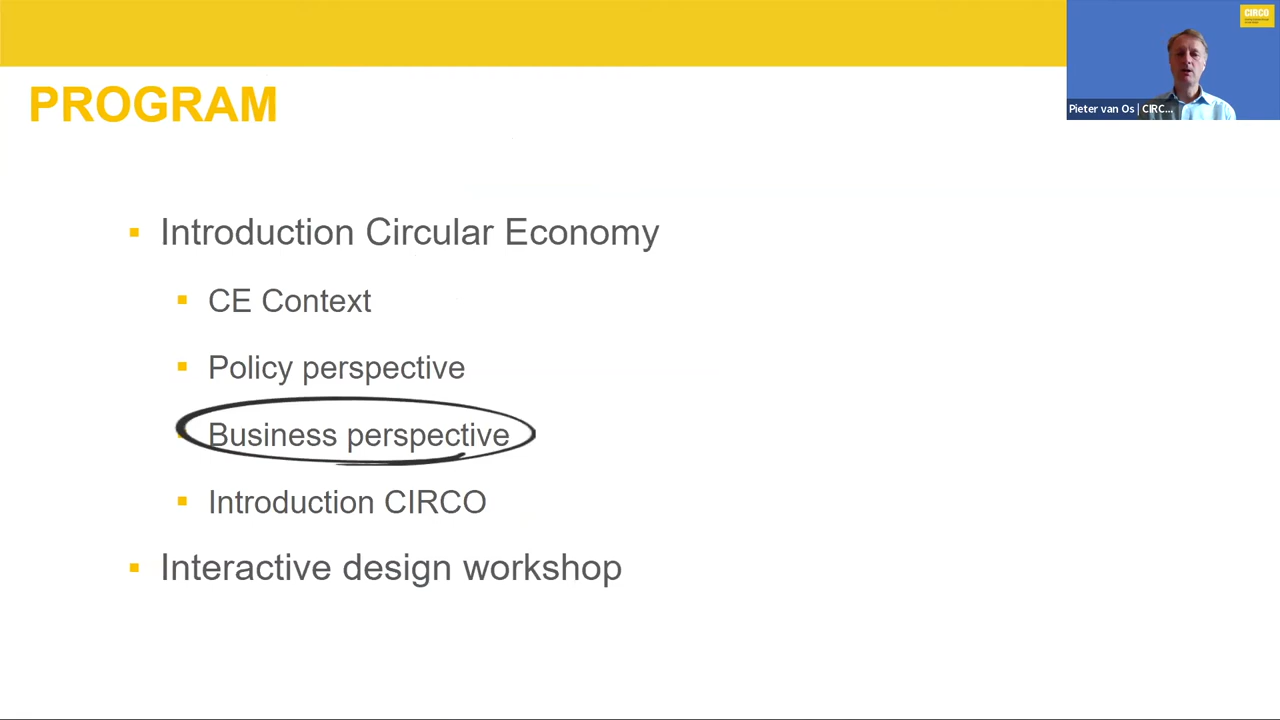 CIRCO
PROGRAM
Pieter van Os | CIRC...
Introduction Circular Economy
CE Context
Policy perspective
Business perspective
Introduction CIRCO
Interactive design workshop